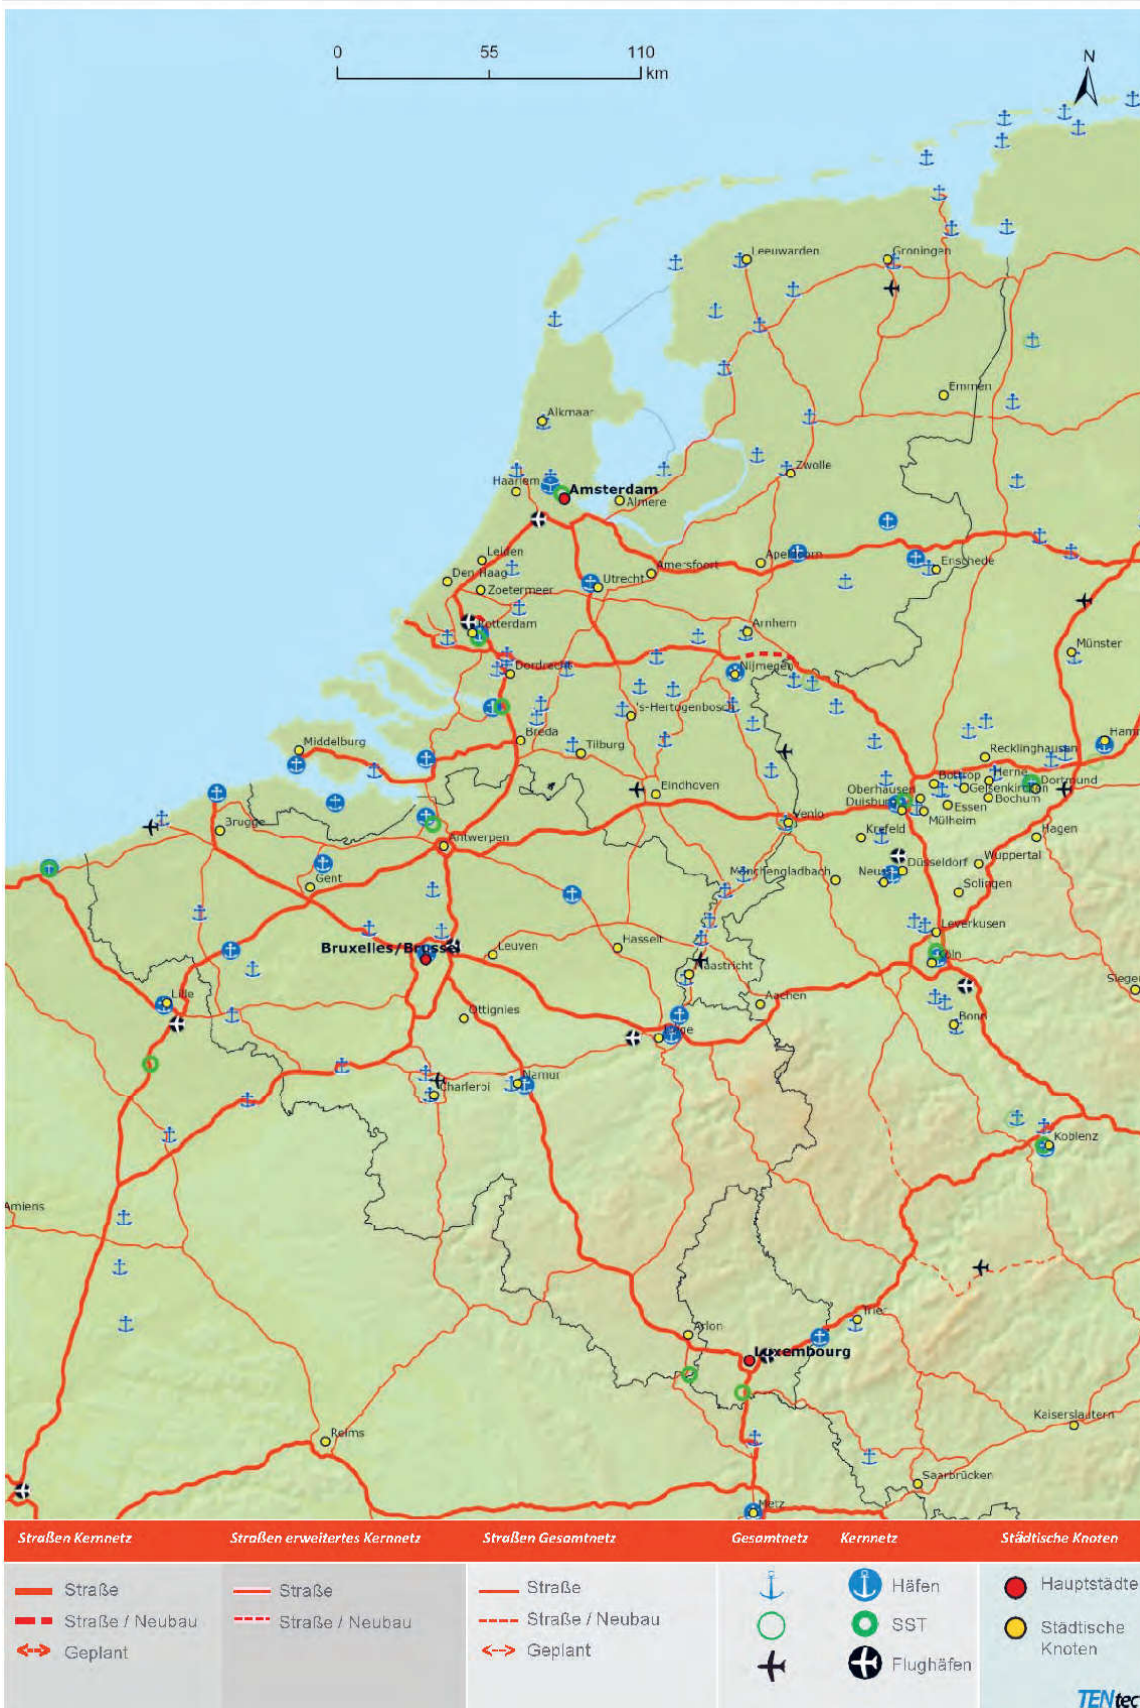 0 55 110
km
N
Leeuwarden
Groningen
Emmen
Alkmaar
Zwolle
Haarlem
Amsterdam
Almere
Leiden
Apeldoorn
Enschede
Den Haag
Amersfoort
Utrecht
Zoetermeer
Rotterdam
Arnhem
Münster
Dordrecht
Nijmegen
's-Hertogenbosch
Middelburg
Breda
Tilburg
Hamm
Recklinghausen
Eindhoven
Bottrop
Herne
Dortmund
Oberhausen
Gelsenkirchen
Duisburg
Essen
Bochum
Brugge
Venlo
Mülheim
Antwerpen
Krefeld
Hagen
Gent
Mönchengladbach
Neuss
Düsseldorf
Wuppertal
Solingen
Leverkusen
Bruxelles/Brussel
Leuven
Hasselt
Köln
Maastricht
Siegen
Lille
Aachen
Ottignies
Bonn
Liège
Charleroi
Namur
Koblenz
Amiens
Trier
Arlon
Luxembourg
Kaiserslautern
Reims
Saarbrücken
Metz
Straßen Kernnetz Straßen erweitertes Kernnetz Straßen Gesamtnetz Gesamtnetz Kernnetz Städtische Knoten
Straße Straße Straße Häfen Hauptstädte
Straße / Neubau Straße / Neubau Straße / Neubau SST Städtische
Knoten
Geplant Geplant Flughäfen
TENtec